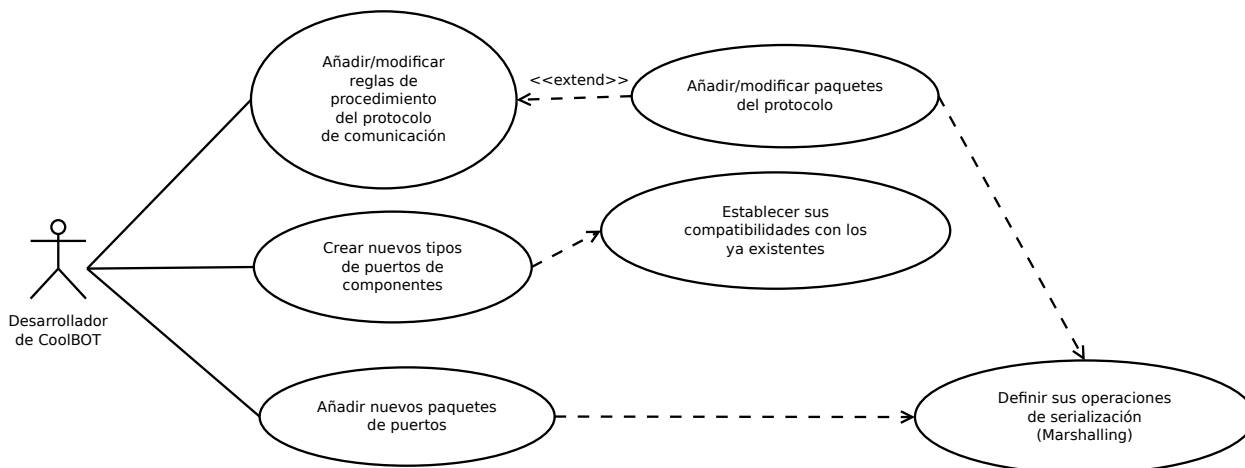 Añadir/modificar
reglas de
procedimiento
del protocolo
de comunicación
<<extend>>
Añadir/modificar paquetes
del protocolo
Establecer sus
compatibilidades con los
ya existentes
Crear nuevos tipos
de puertos de
componentes
Desarrollador
de CoolBOT
Añadir nuevos paquetes
de puertos
Definir sus operaciones
de serialización
(Marshalling)